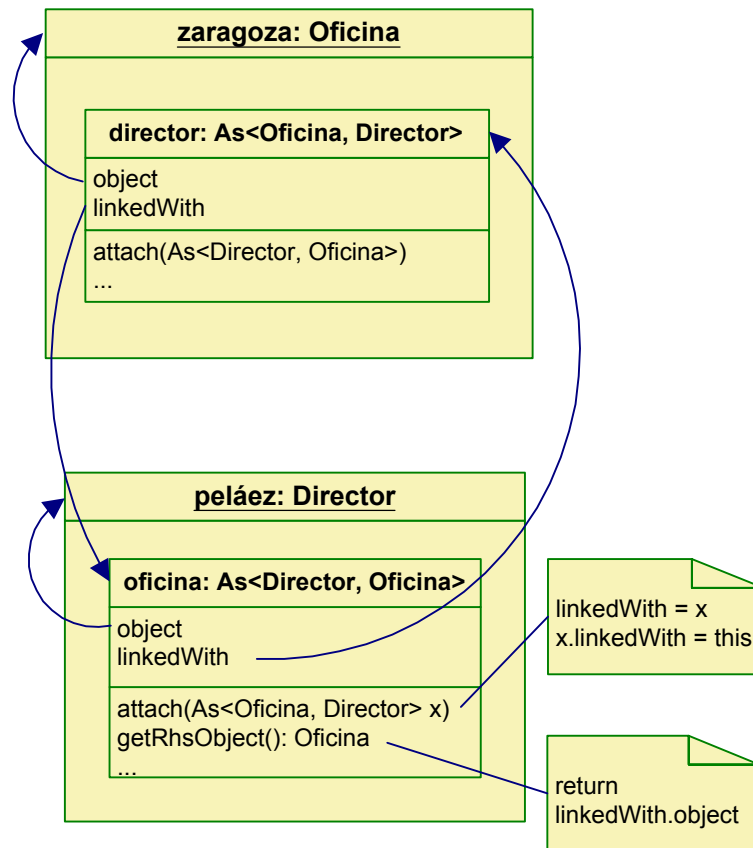 zaragoza: Oficina
director: As<Oficina, Director>
object
linkedWith
attach(As<Director, Oficina>)
...
peláez: Director
oficina: As<Director, Oficina>
object
linkedWith
attach(As<Oficina, Director> x)
getRhsObject(): Oficina
...
linkedWith = x
x.linkedWith = this
return
linkedWith.object